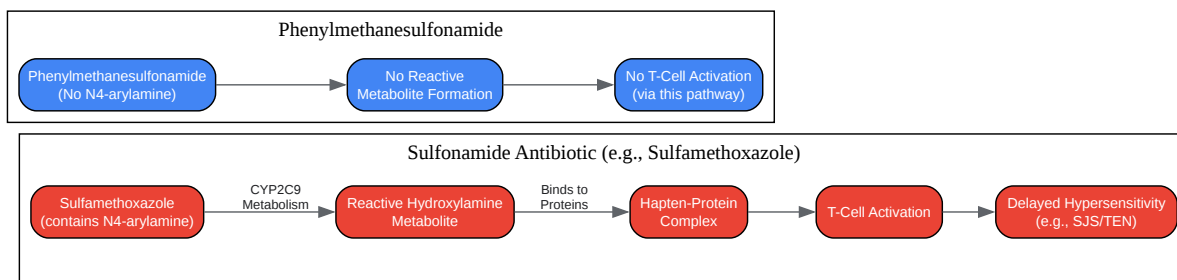 Phenylmethanesulfonamide
Phenylmethanesulfonamide
(No N4-arylamine)
No Reactive
Metabolite Formation
No T-Cell Activation
(via this pathway)
Sulfonamide Antibiotic (e.g., Sulfamethoxazole)
Sulfamethoxazole
(contains N4-arylamine)
CYP2C9
Metabolism
Reactive Hydroxylamine
Metabolite
Binds to
Proteins
Hapten-Protein
Complex
T-Cell Activation
Delayed Hypersensitivity
(e.g., SJS/TEN)